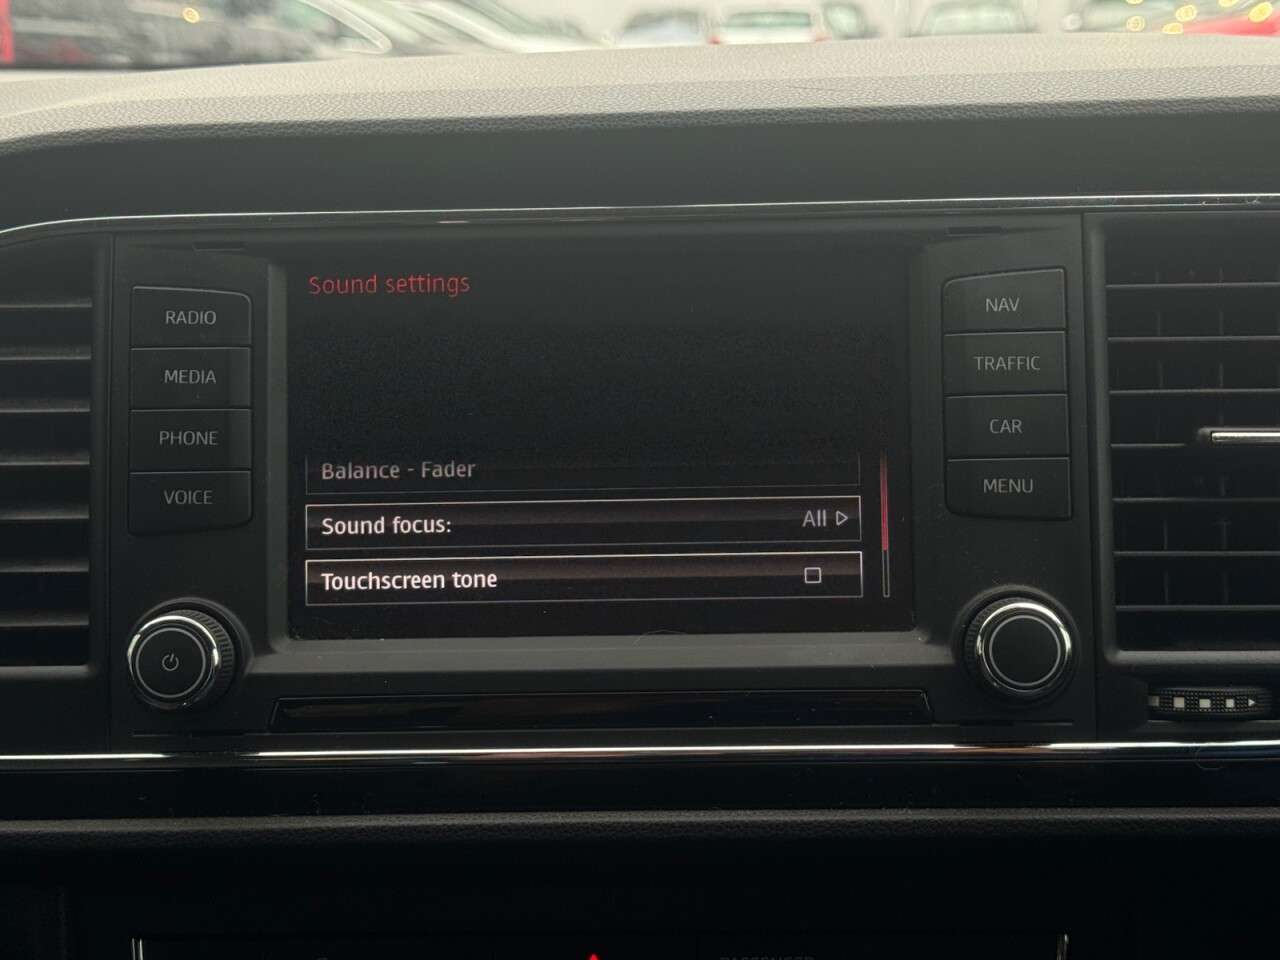 Sound settings
RADIO
NAV
MEDIA
TRAFFIC
PHONE
CAR
VOICE
MENU
Balance - Fader
Sound focus: All
Touchscreen tone